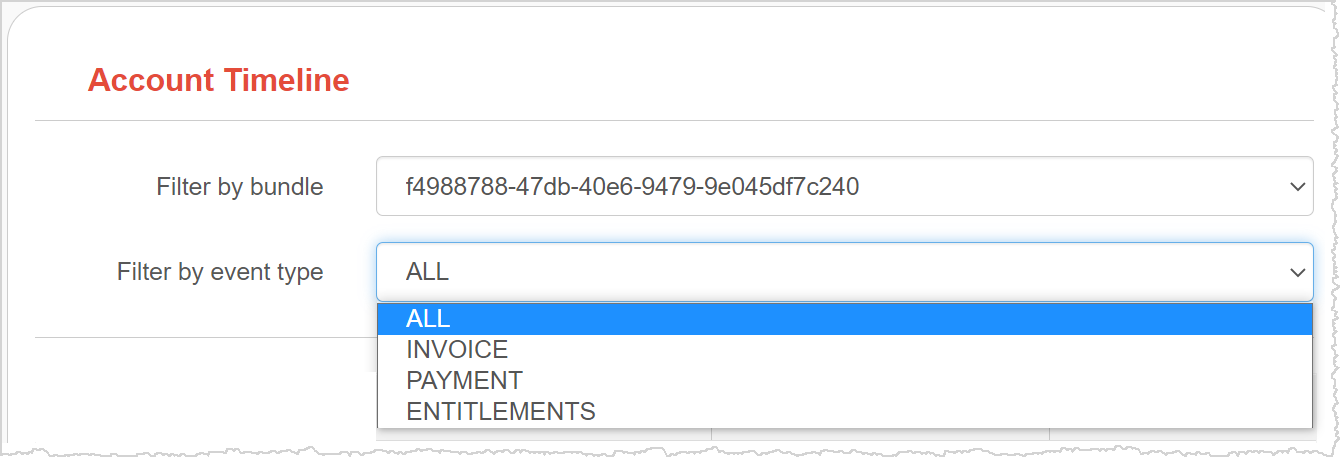 Account Timeline
Filter by bundle f4988788-47db-40e6-9479-9e045df7c240
Filter by event type ALL
ALL
INVOICE
PAYMENT
ENTITLEMENTS